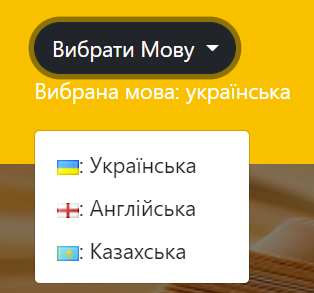 Вибрати Мову
Вибрана мова: українська
: Українська
: Англійська
: Казахська